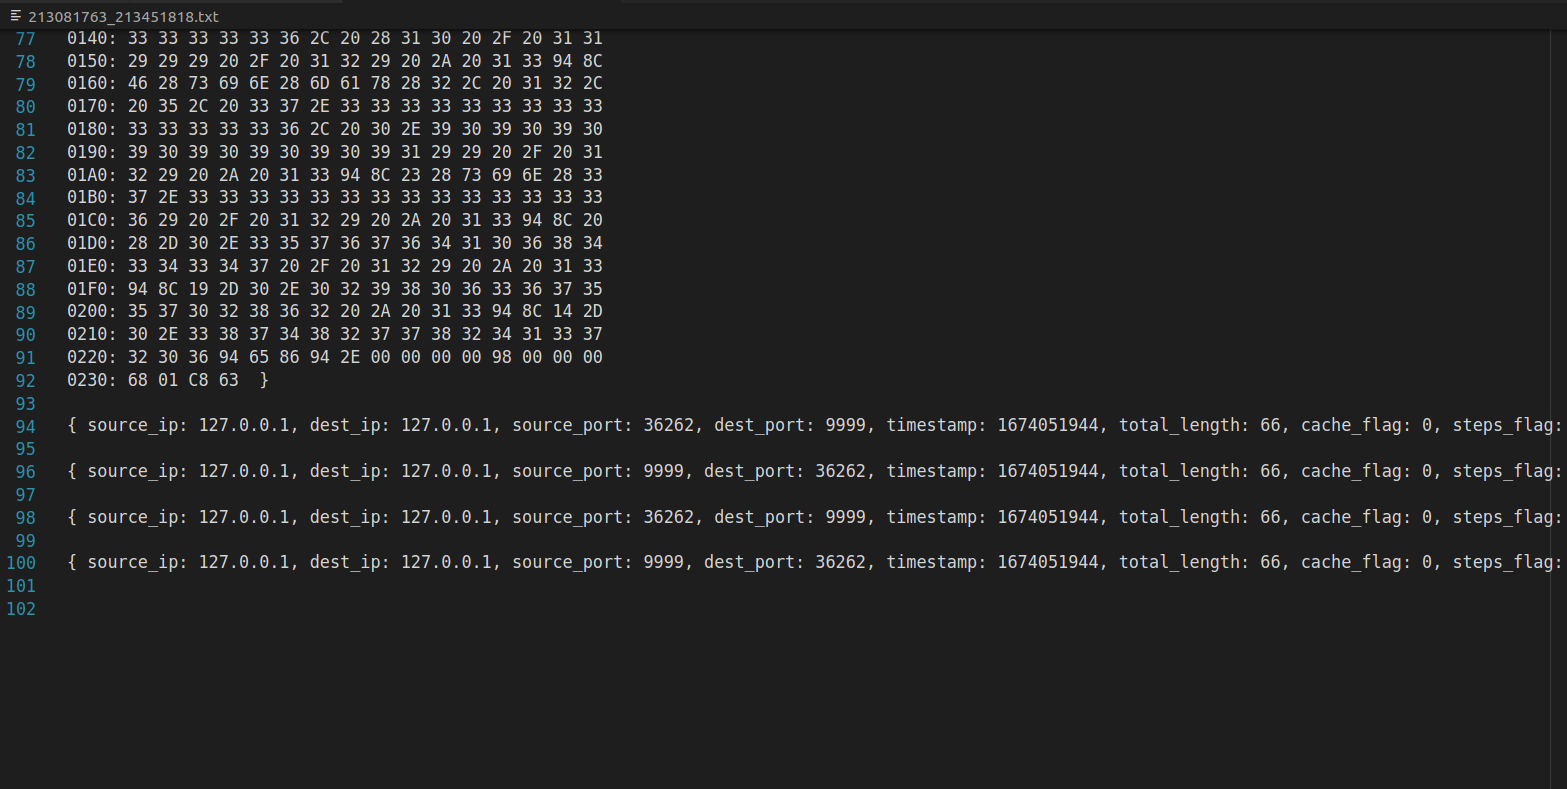 213081763_213451818.txt
77 0140: 33 33 33 33 33 36 2C 20 28 31 30 20 2F 20 31 31
78 0150: 29 29 29 20 2F 20 31 32 29 20 2A 20 31 33 94 8C
79 0160: 46 28 73 69 6E 28 6D 61 78 28 32 2C 20 31 32 2C
80 0170: 20 35 2C 20 33 37 2E 33 33 33 33 33 33 33 33 33
81 0180: 33 33 33 33 33 36 2C 20 30 2E 39 30 39 30 39 30
82 0190: 39 30 39 30 39 30 39 30 39 31 29 29 20 2F 20 31
83 01A0: 32 29 20 2A 20 31 33 94 8C 23 28 73 69 6E 28 33
84 01B0: 37 2E 33 33 33 33 33 33 33 33 33 33 33 33 33 33
85 01C0: 36 29 20 2F 20 31 32 29 20 2A 20 31 33 94 8C 20
86 01D0: 28 2D 30 2E 33 35 37 36 37 36 34 31 30 36 38 34
87 01E0: 33 34 33 34 37 20 2F 20 31 32 29 20 2A 20 31 33
88 01F0: 94 8C 19 2D 30 2E 30 32 39 38 30 36 33 36 37 35
89 0200: 35 37 30 32 38 36 32 20 2A 20 31 33 94 8C 14 2D
90 0210: 30 2E 33 38 37 34 38 32 37 37 38 32 34 31 33 37
91 0220: 32 30 36 94 65 86 94 2E 00 00 00 00 98 00 00 00
92 0230: 68 01 C8 63  }
93
94 { source_ip: 127.0.0.1, dest_ip: 127.0.0.1, source_port: 36262, dest_port: 9999, timestamp: 1674051944, total_length: 66, cache_flag: 0, steps_flag:
95
96 { source_ip: 127.0.0.1, dest_ip: 127.0.0.1, source_port: 9999, dest_port: 36262, timestamp: 1674051944, total_length: 66, cache_flag: 0, steps_flag:
97
98 { source_ip: 127.0.0.1, dest_ip: 127.0.0.1, source_port: 36262, dest_port: 9999, timestamp: 1674051944, total_length: 66, cache_flag: 0, steps_flag:
99
100 { source_ip: 127.0.0.1, dest_ip: 127.0.0.1, source_port: 9999, dest_port: 36262, timestamp: 1674051944, total_length: 66, cache_flag: 0, steps_flag:
101
102